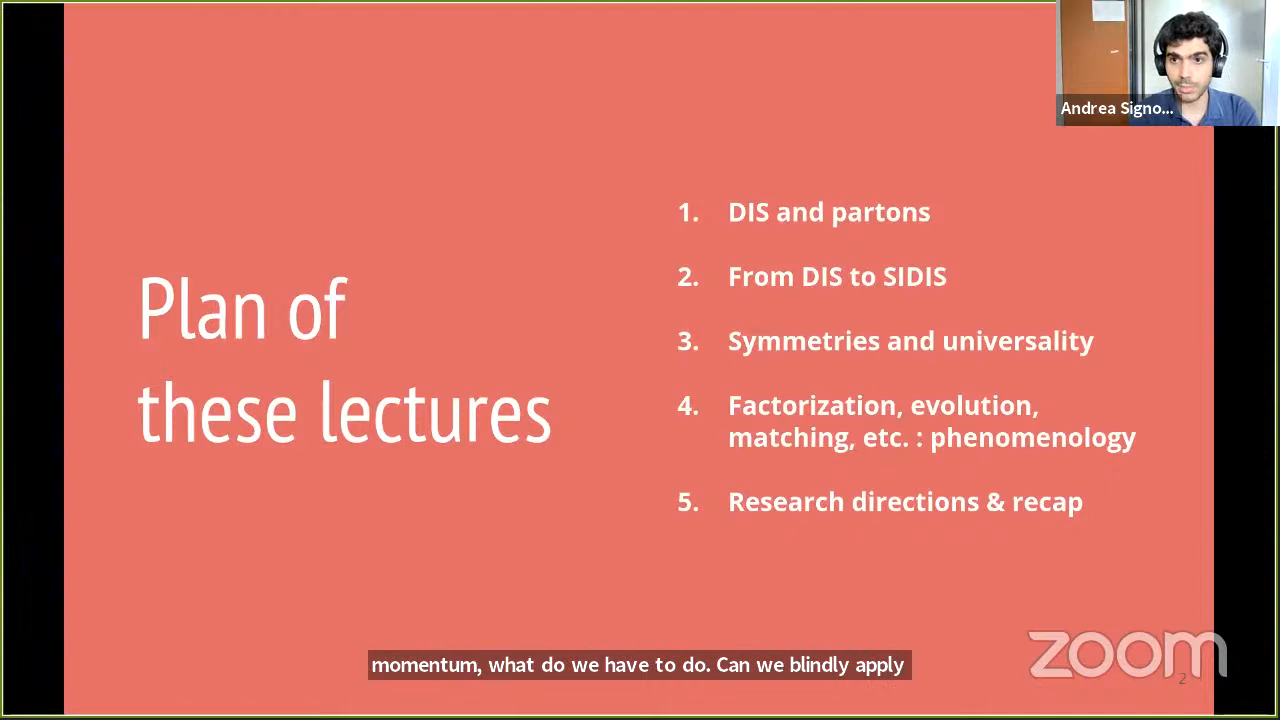 Andrea Signo...
Plan of
these lectures
1. DIS and partons
2. From DIS to SIDIS
3. Symmetries and universality
4. Factorization, evolution,
matching, etc. : phenomenology
5. Research directions & recap
momentum, what do we have to do. Can we blindly apply
zoom
2